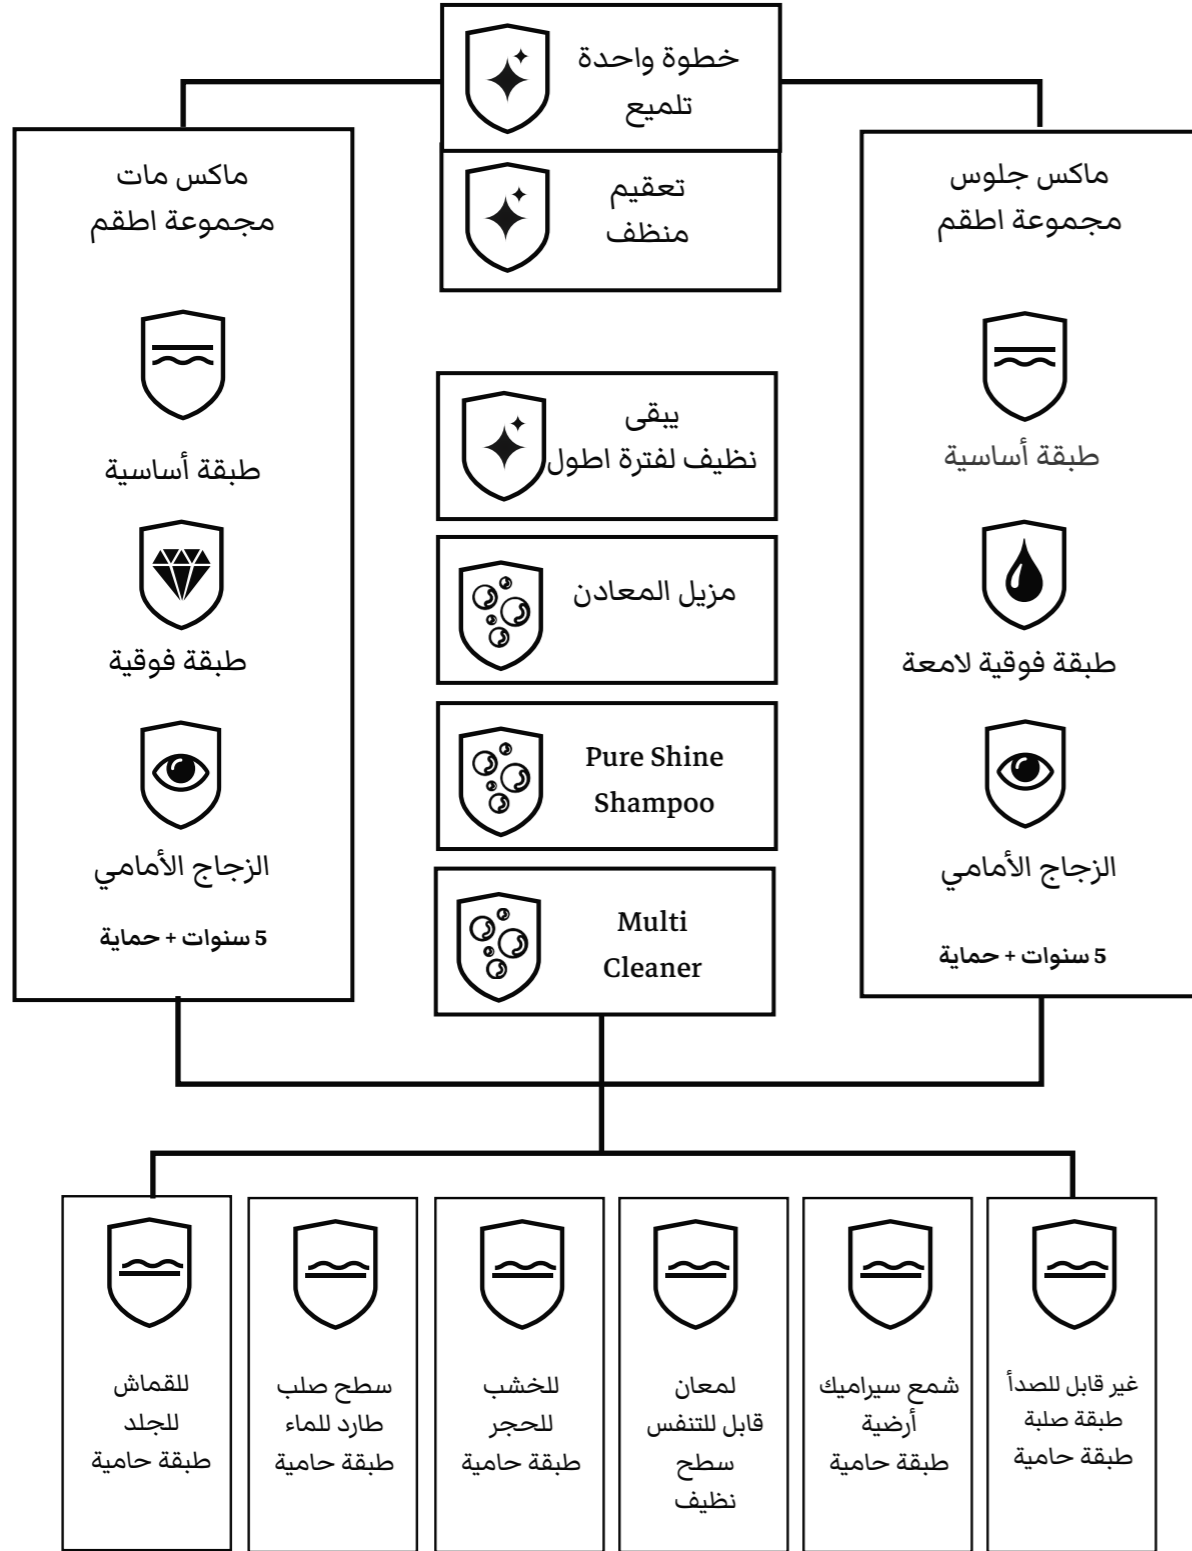 خطوة واحدة
تلميع
تعقيم
منظف
ماكس جلوس
مجموعة اطقم
طبقة أساسية
طبقة فوقية لامعة
الزجاج الأمامي
5 سنوات + حماية
يبقى
نظيف لفترة اطول
مزيل المعادن
Pure Shine
Shampoo
Multi
Cleaner
ماكس مات
مجموعة اطقم
طبقة أساسية
طبقة فوقية
الزجاج الأمامي
5 سنوات + حماية
غير قابل للصدأ
طبقة صلبة
طبقة حامية
شمع سيراميك
أرضية
طبقة حامية
لمعان
قابل للتنفس
سطح
نظيف
للخشب
للحجر
طبقة حامية
سطح صلب
طارد للماء
طبقة حامية
للقماش
للجلد
طبقة حامية